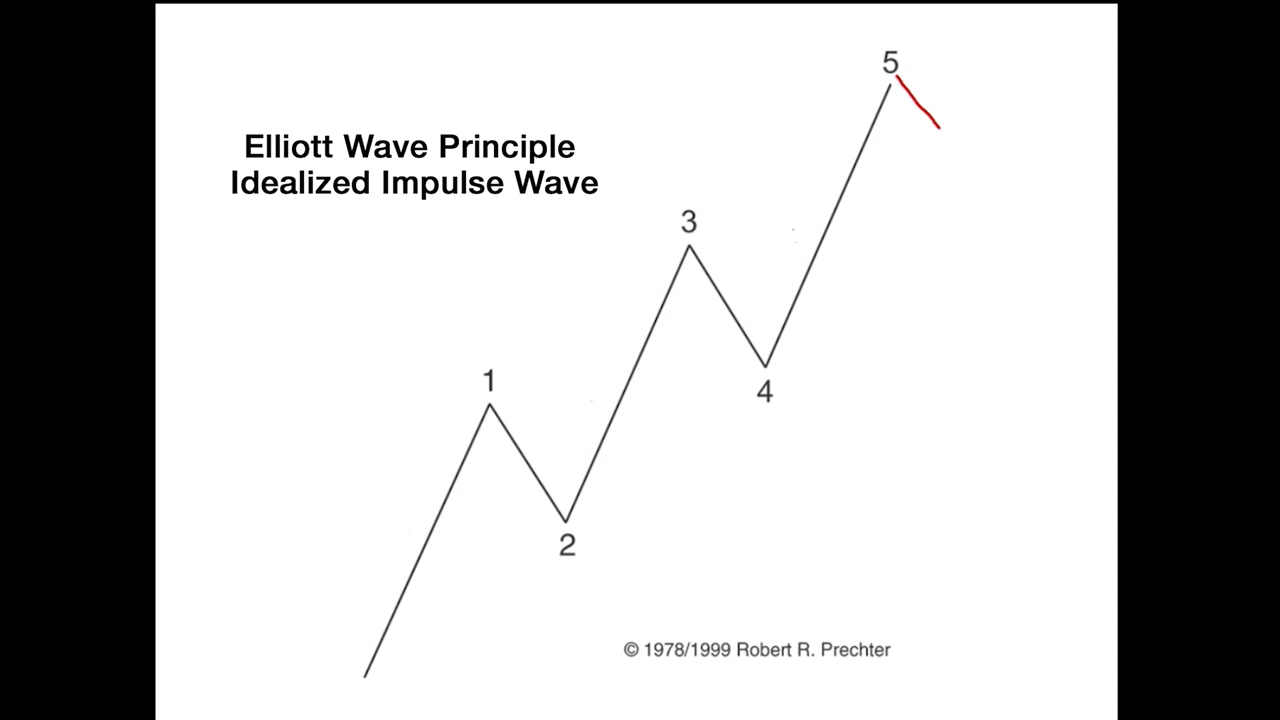 5
Elliott Wave Principle
Idealized Impulse Wave
3
1
4
2
© 1978/1999 Robert R. Prechter